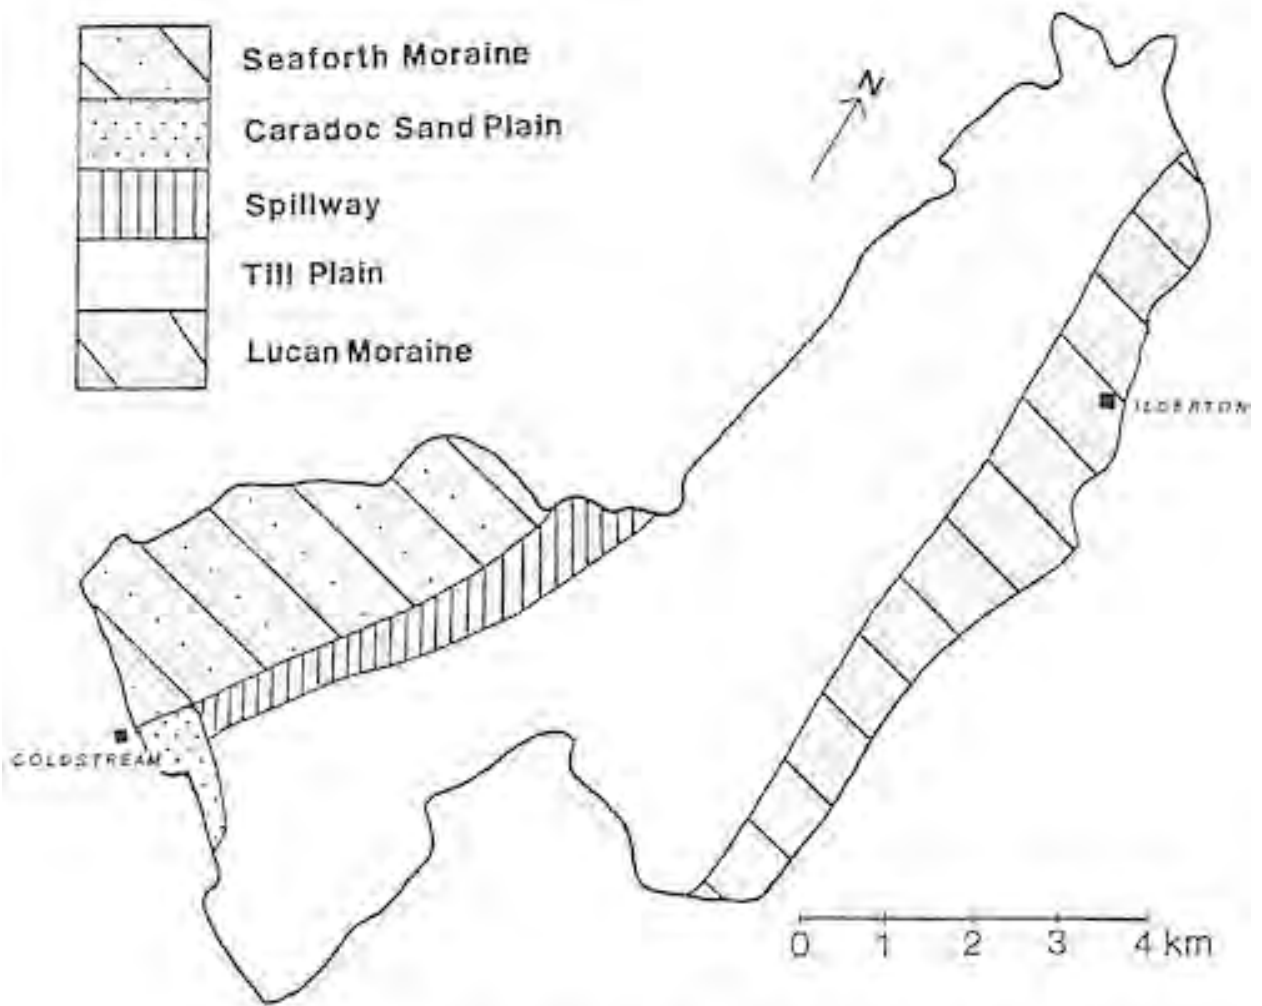 Seaforth Moraine
Caradoc Sand Plain
Spillway
Till Plain
Lucan Moraine
N
ILDERTON
COLDSTREAM
0 1 2 3 4 km